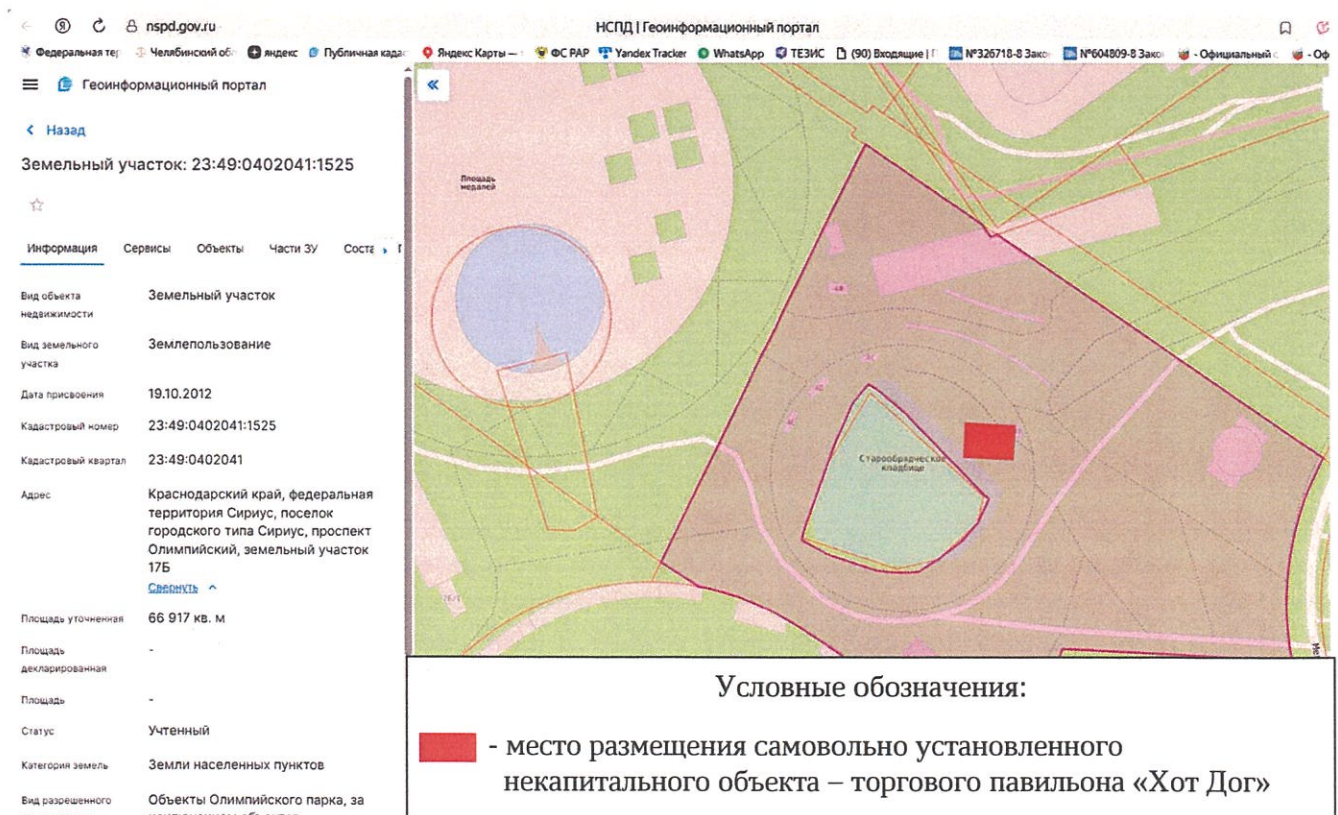 nspd.gov.ru
НСПД | Геоинформационный портал
Федеральная тер
Челябинский об
яндекс
Публичная када
Яндекс Карты —
ФС РАР
Yandex Tracker
WhatsApp
ТЕЗИС
(90) Входящие |
№326718-8 Зако
№604809-8 Зако
- Официальный с
- Оф
Геоинформационный портал
Назад
Земельный участок: 23:49:0402041:1525
Информация Сервисы Объекты Части ЗУ Соста
Вид объекта недвижимости
Земельный участок
Вид земельного участка
Землепользование
Дата присвоения
19.10.2012
Кадастровый номер
23:49:0402041:1525
Кадастровый квартал
23:49:0402041
Адрес
Краснодарский край, федеральная
территория Сириус, поселок
городского типа Сириус, проспект
Олимпийский, земельный участок
17Б
Свернуть
Площадь уточненная
66 917 кв. м
Площадь декларированная
-
Площадь
-
Статус
Учтенный
Категория земель
Земли населенных пунктов
Вид разрешенного
Объекты Олимпийского парка, за
Площадь
медалей
Старообрядческое
кладбище
Условные обозначения:
- место размещения самовольно установленного
некапитального объекта – торгового павильона «Хот Дог»